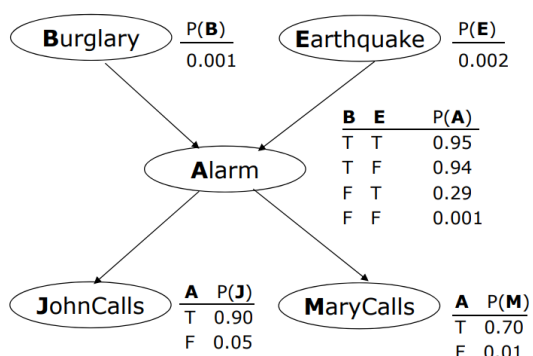 Burglary
P(B)
0.001
Earthquake
P(E)
0.002
B E P(A)
T T 0.95
T F 0.94
F T 0.29
F F 0.001
Alarm
JohnCalls
A P(J)
T 0.90
F 0.05
MaryCalls
A P(M)
T 0.70
F 0.01